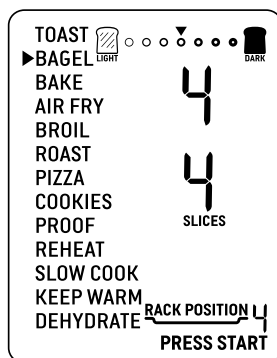 TOAST
BAGEL
LIGHT
DARK
4
BAKE
AIR FRY
BROIL
ROAST
4
PIZZA
COOKIES
SLICES
PROOF
REHEAT
SLOW COOK
KEEP WARM
RACK POSITION 4
DEHYDRATE
PRESS START